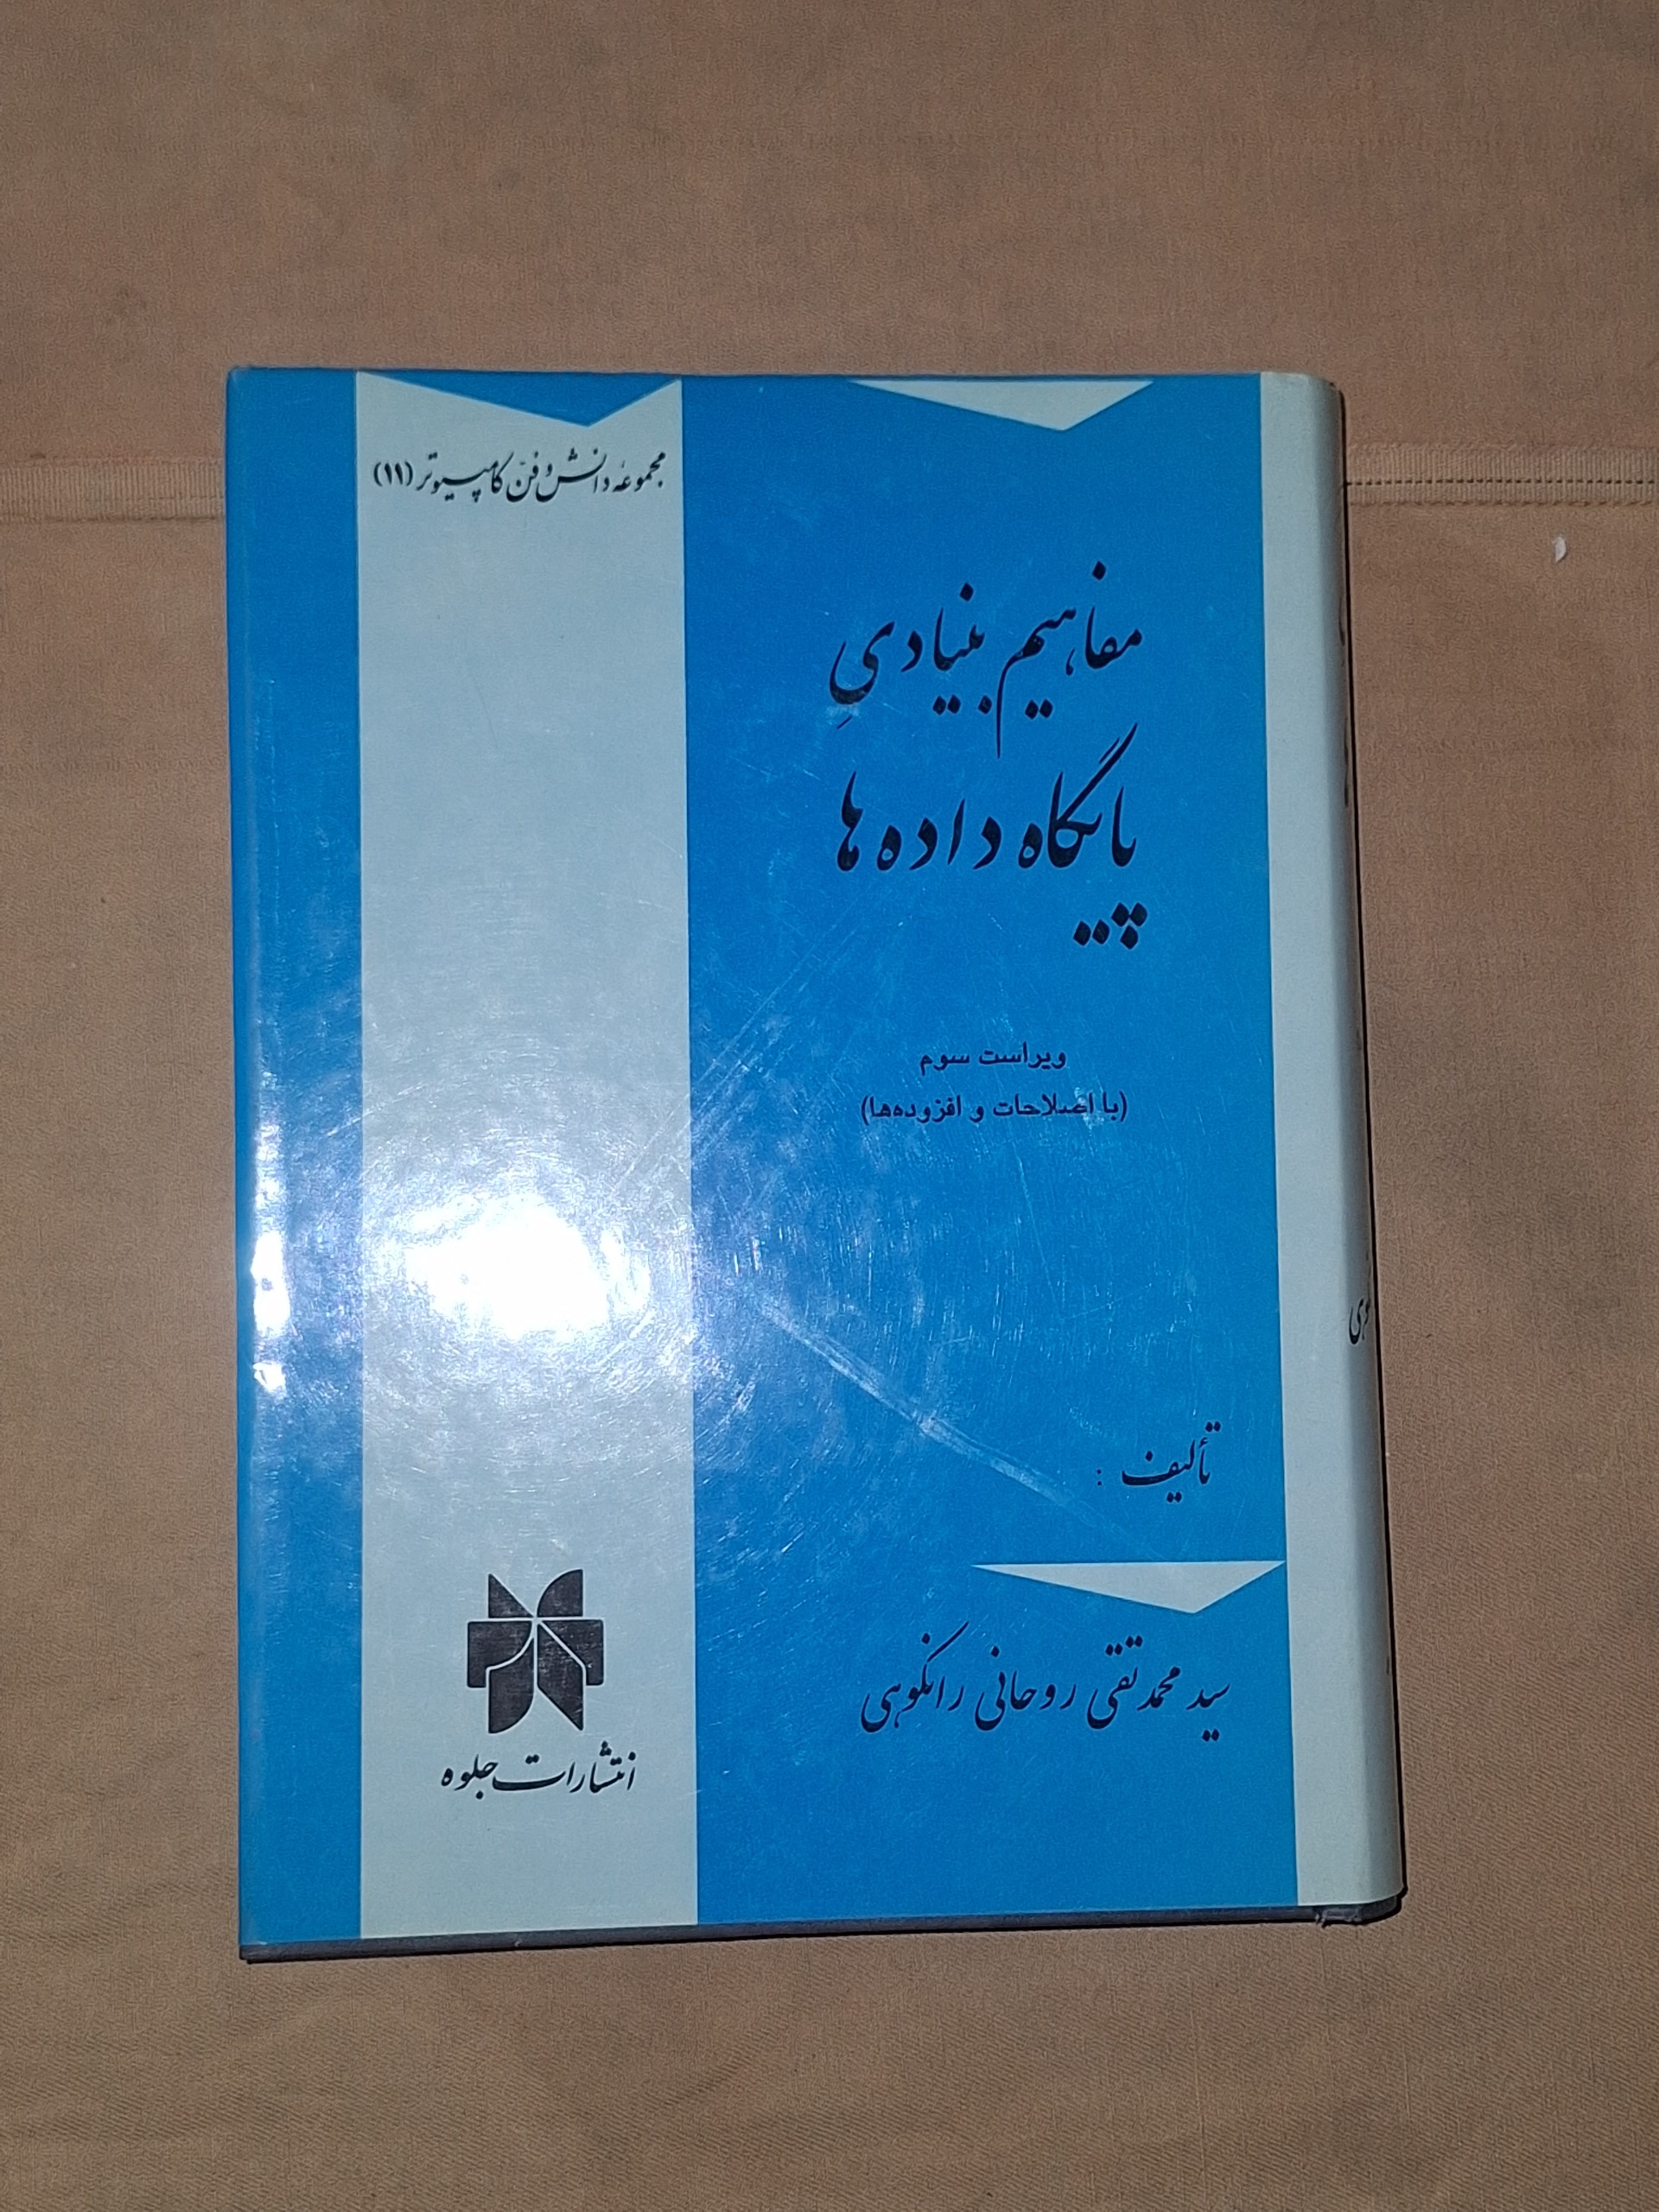 مجموعهٔ دانش و فنّ کامپیوتر (۱۱)
مفاهیم بنیادیِ
پایگاه داده ها
ویراست سوم
(با اصلاحات و افزوده‌ها)
تألیف :
سید محمد تقی روحانی رانکوهی
انتشارات جلوه